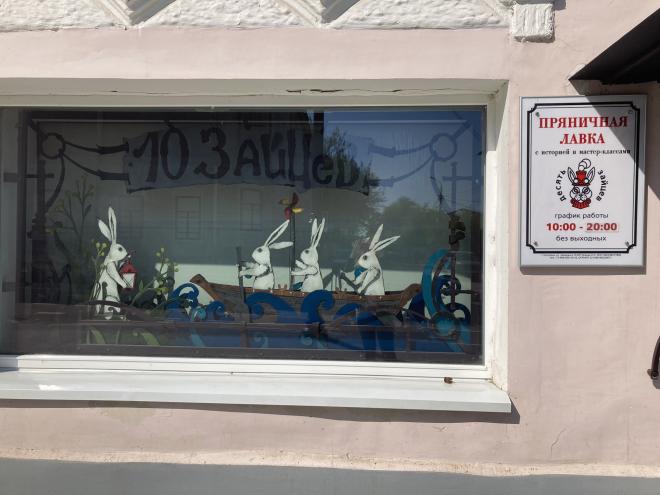 10 Зайцев
ПРЯНИЧНАЯ
ЛАВКА
с историей и мастер-классами
десять зайцев
график работы
10:00 - 20:00
без выходных